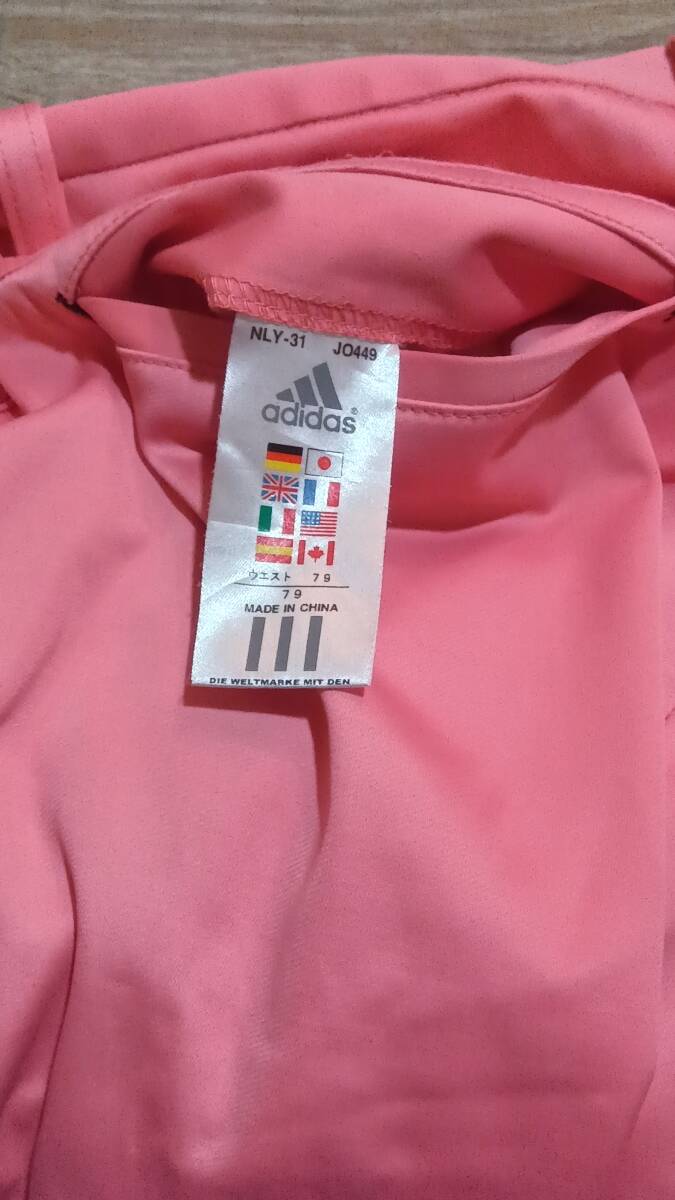 NLY-31 JO449
adidas®
ウエスト 79
79
MADE IN CHINA
DIE WELTMARKE MIT DEN